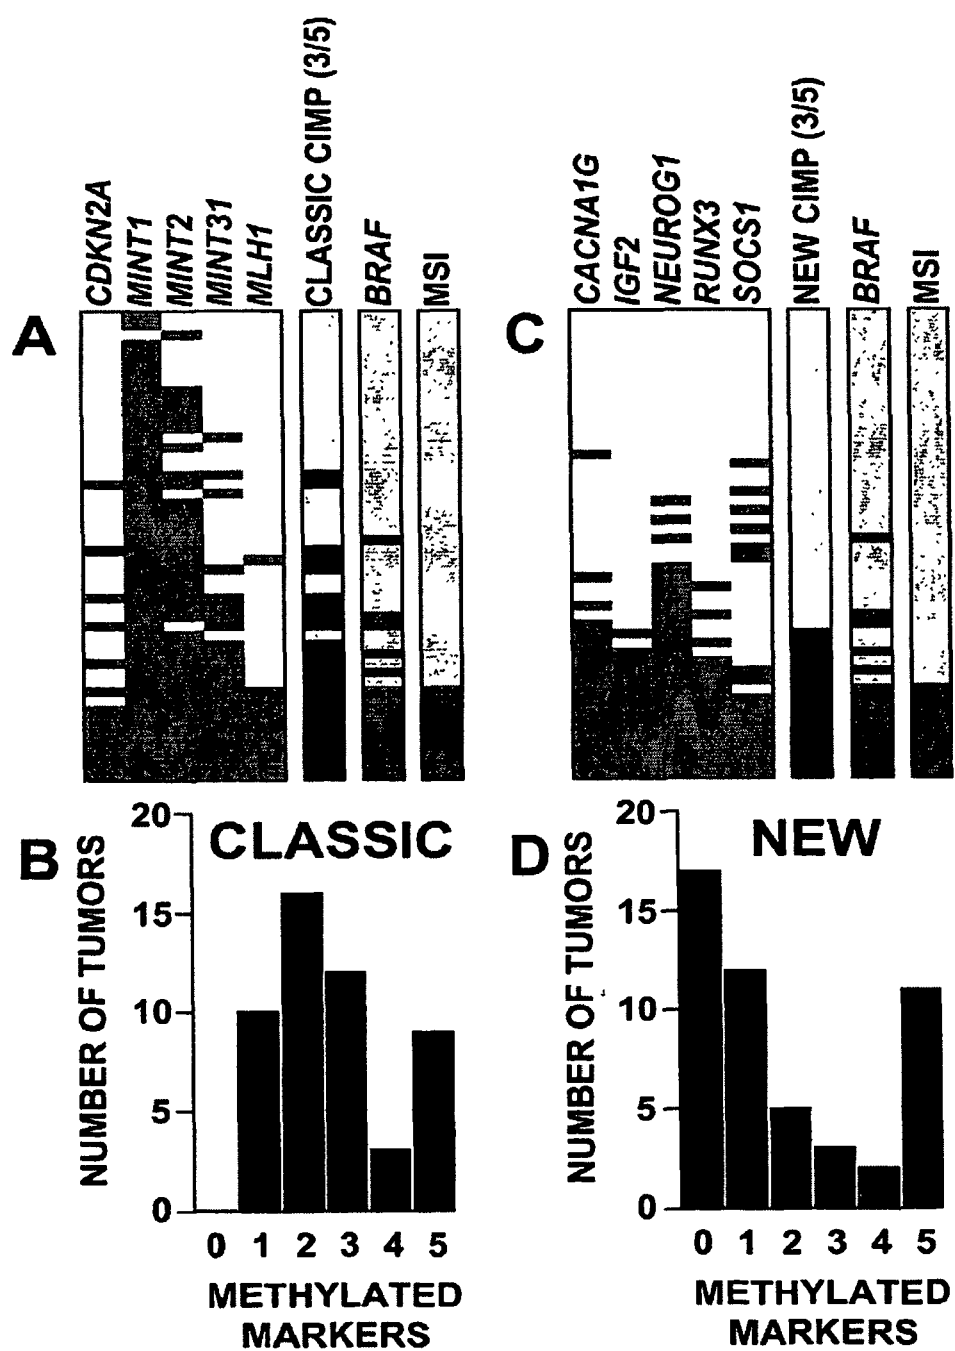 A
CDKN2A
MINT1
MINT2
MINT31
MLH1
CLASSIC CIMP (3/5)
BRAF
MSI
C
CACNA1G
IGF2
NEUROG1
RUNX3
SOCS1
NEW CIMP (3/5)
BRAF
MSI
B
CLASSIC
NUMBER OF TUMORS
20
15
10
5
0
0 1 2 3 4 5
METHYLATED
MARKERS
D
NEW
NUMBER OF TUMORS
20
15
10
5
0
0 1 2 3 4 5
METHYLATED
MARKERS